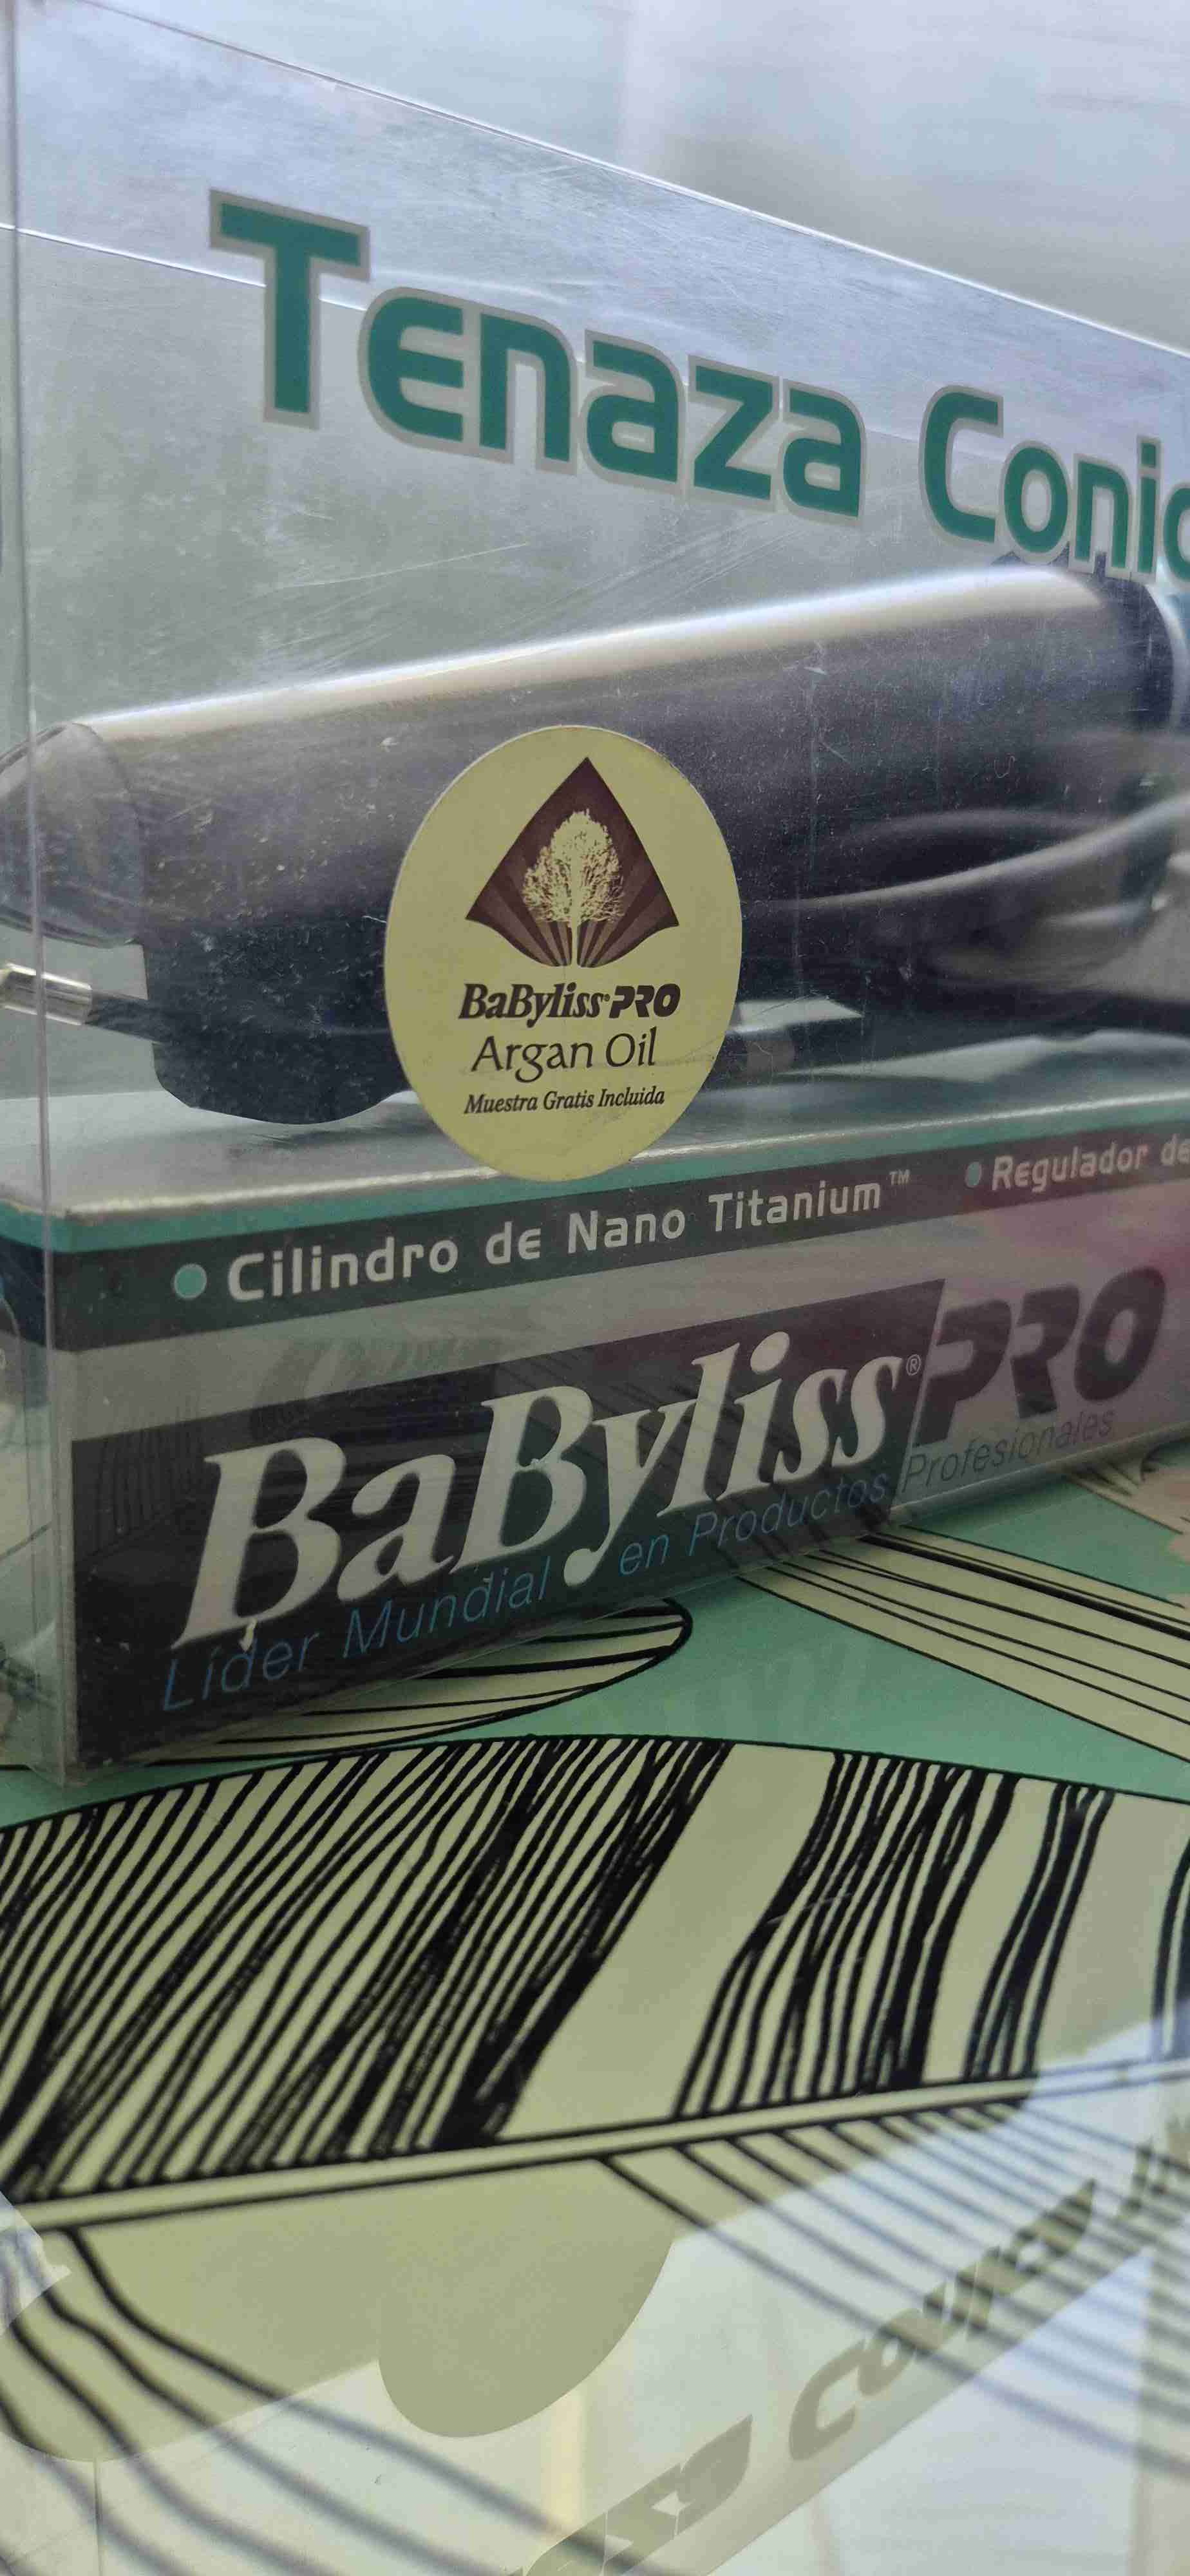 Tenaza Conic
BaByliss PRO
Argan Oil
Muestra Gratis Incluida
• Cilindro de Nano Titanium™ • Regulador de
BaByliss® PRO
Líder Mundial en Productos Profesionales